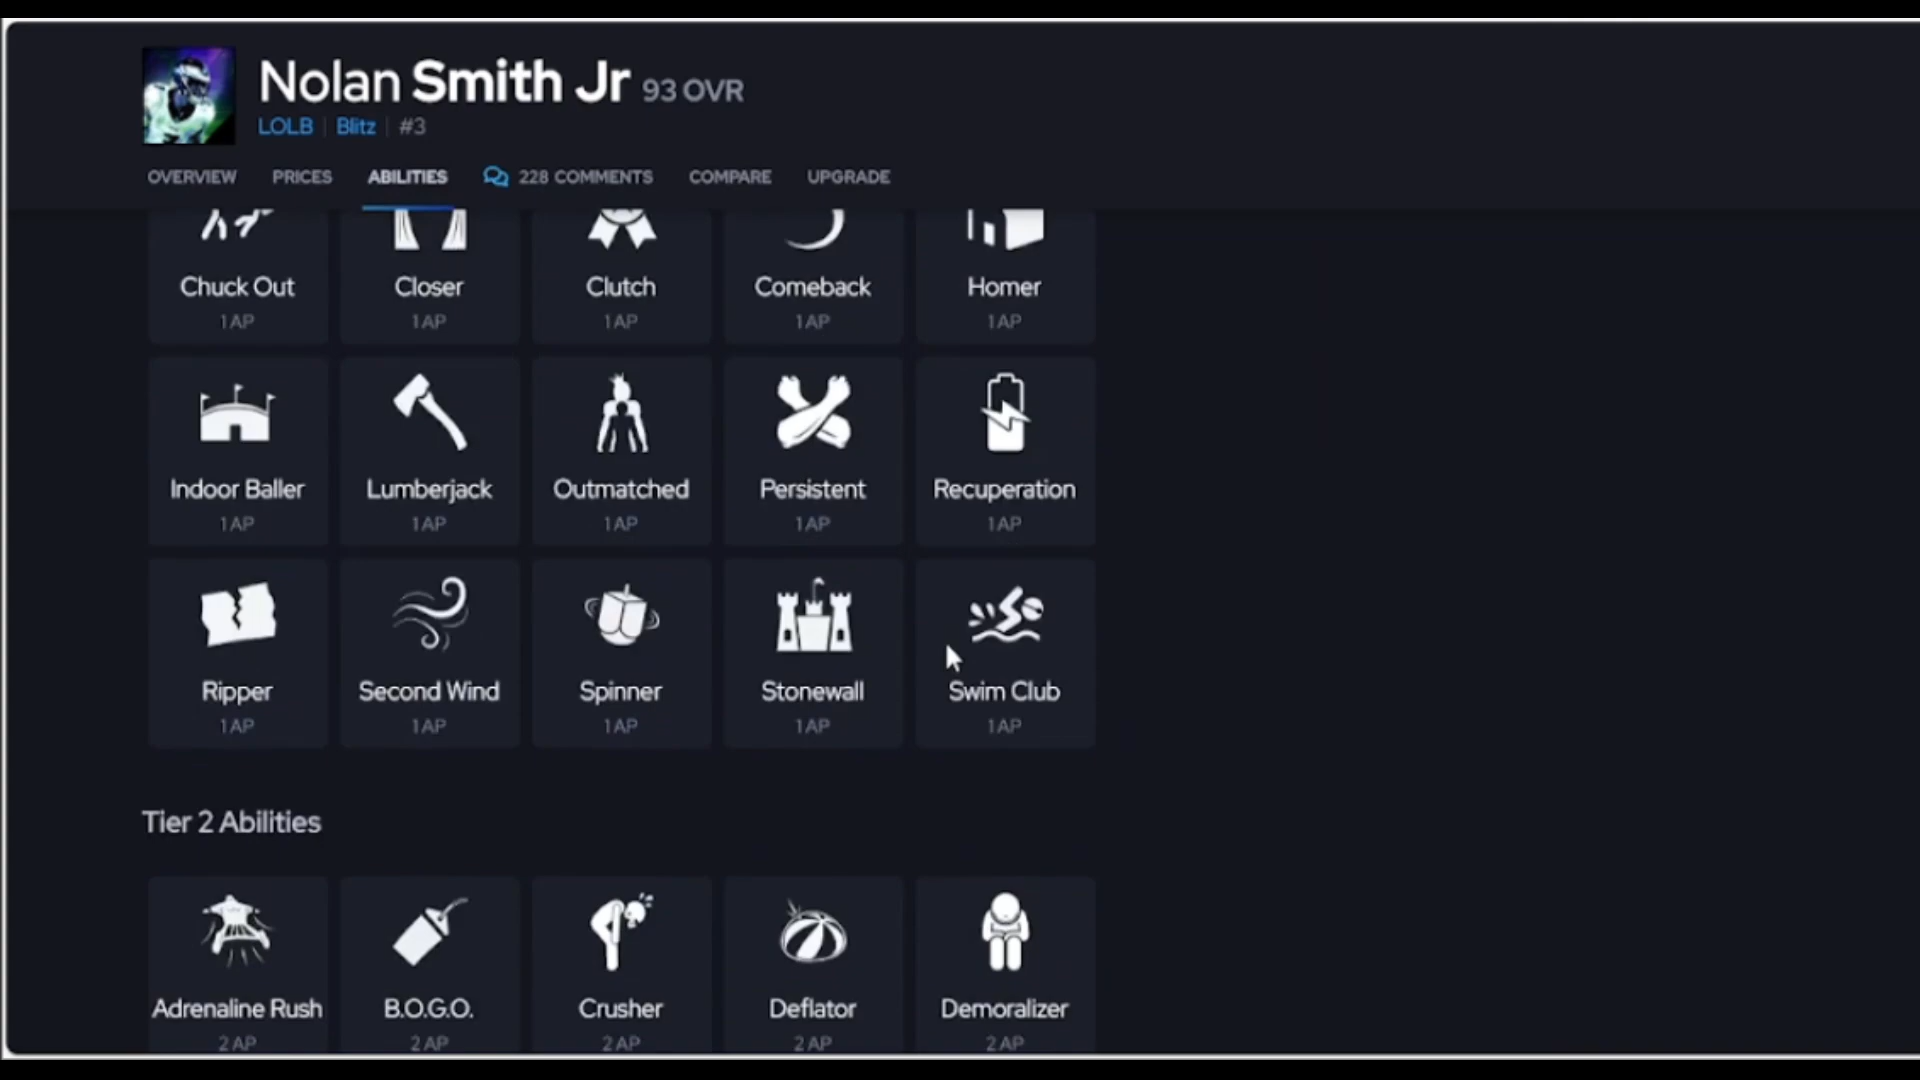 Nolan Smith Jr 93 OVR
LOLB Blitz #3
OVERVIEW PRICES ABILITIES 228 COMMENTS COMPARE UPGRADE
Chuck Out Closer Clutch Comeback Homer
1 AP 1 AP 1 AP 1 AP 1 AP
Indoor Baller Lumberjack Outmatched Persistent Recuperation
1 AP 1 AP 1 AP 1 AP 1 AP
Ripper Second Wind Spinner Stonewall Swim Club
1 AP 1 AP 1 AP 1 AP 1 AP
Tier 2 Abilities
Adrenaline Rush B.O.G.O. Crusher Deflator Demoralizer
2 AP 2 AP 2 AP 2 AP 2 AP